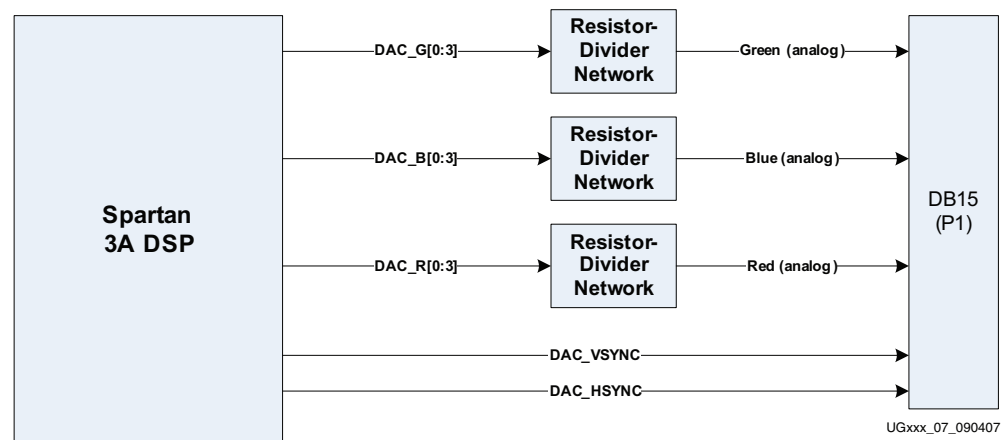 Spartan
3A DSP
DAC_G[0:3]
Resistor-
Divider
Network
Green (analog)
DAC_B[0:3]
Resistor-
Divider
Network
Blue (analog)
DAC_R[0:3]
Resistor-
Divider
Network
Red (analog)
DAC_VSYNC
DAC_HSYNC
DB15
(P1)
UGxxx_07_090407